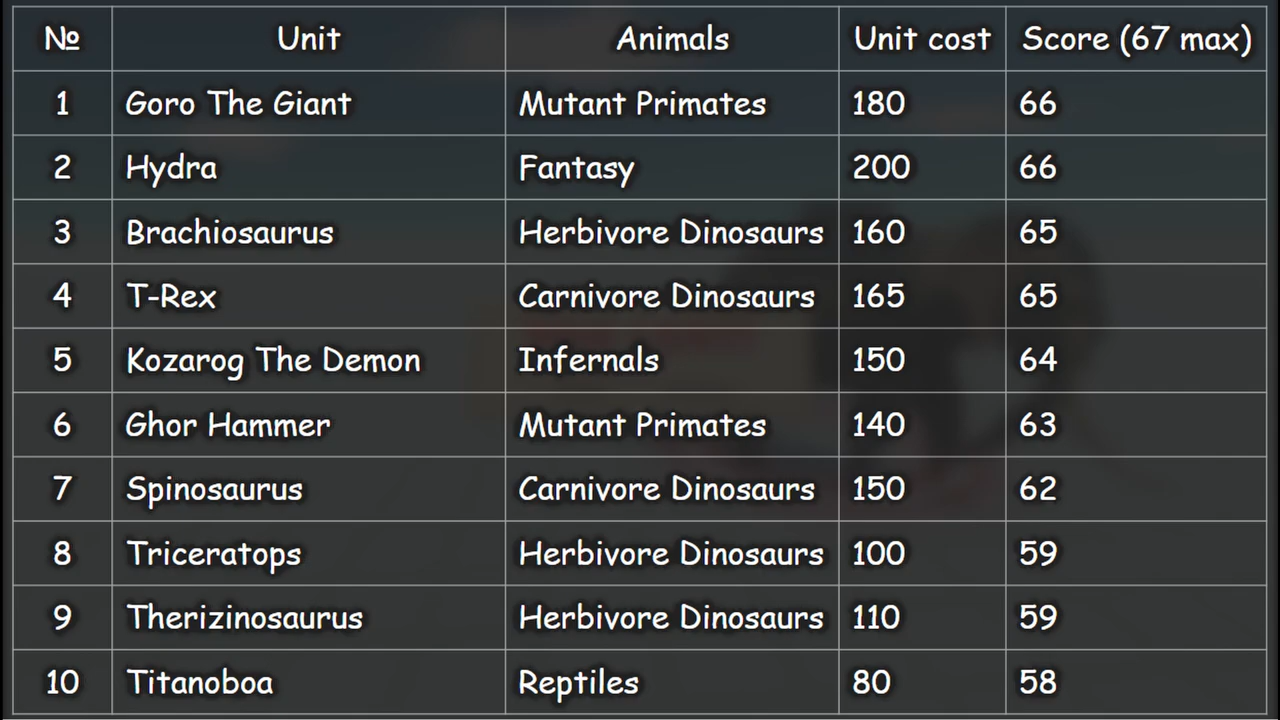 № Unit Animals Unit cost Score (67 max)
1 Goro The Giant Mutant Primates 180 66
2 Hydra Fantasy 200 66
3 Brachiosaurus Herbivore Dinosaurs 160 65
4 T-Rex Carnivore Dinosaurs 165 65
5 Kozarog The Demon Infernals 150 64
6 Ghor Hammer Mutant Primates 140 63
7 Spinosaurus Carnivore Dinosaurs 150 62
8 Triceratops Herbivore Dinosaurs 100 59
9 Therizinosaurus Herbivore Dinosaurs 110 59
10 Titanoboa Reptiles 80 58